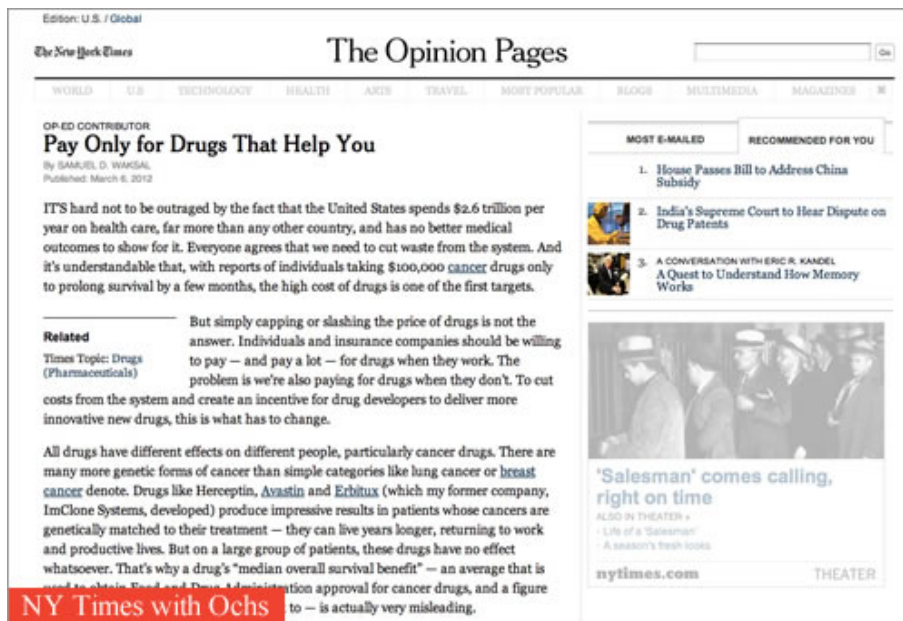 Edition: U.S. / Global
The New York Times
The Opinion Pages
Go
WORLD U.S TECHNOLOGY HEALTH ARTS TRAVEL MOST POPULAR BLOGS MULTIMEDIA MAGAZINES
OP-ED CONTRIBUTOR
Pay Only for Drugs That Help You
By SAMUEL D. WAKSAL
Published: March 6, 2012
IT'S hard not to be outraged by the fact that the United States spends $2.6 trillion per
year on health care, far more than any other country, and has no better medical
outcomes to show for it. Everyone agrees that we need to cut waste from the system. And
it's understandable that, with reports of individuals taking $100,000 cancer drugs only
to prolong survival by a few months, the high cost of drugs is one of the first targets.
Related
Times Topic: Drugs
(Pharmaceuticals)
But simply capping or slashing the price of drugs is not the
answer. Individuals and insurance companies should be willing
to pay — and pay a lot — for drugs when they work. The
problem is we're also paying for drugs when they don't. To cut
costs from the system and create an incentive for drug developers to deliver more
innovative new drugs, this is what has to change.
All drugs have different effects on different people, particularly cancer drugs. There are
many more genetic forms of cancer than simple categories like lung cancer or breast
cancer denote. Drugs like Herceptin, Avastin and Erbitux (which my former company,
ImClone Systems, developed) produce impressive results in patients whose cancers are
genetically matched to their treatment — they can live years longer, returning to work
and productive lives. But on a large group of patients, these drugs have no effect
whatsoever. That's why a drug's "median overall survival benefit" — an average that is
need to obtain Food and Drug Administration approval for cancer drugs, and a figure
to — is actually very misleading.
MOST E-MAILED
RECOMMENDED FOR YOU
1. House Passes Bill to Address China
Subsidy
2. India's Supreme Court to Hear Dispute on
Drug Patents
3. A CONVERSATION WITH ERIC R. KANDEL
A Quest to Understand How Memory
Works
'Salesman' comes calling,
right on time
ALSO IN THEATER »
- Life of a 'Salesman'
- A season's fresh looks
nytimes.com THEATER
NY Times with Ochs